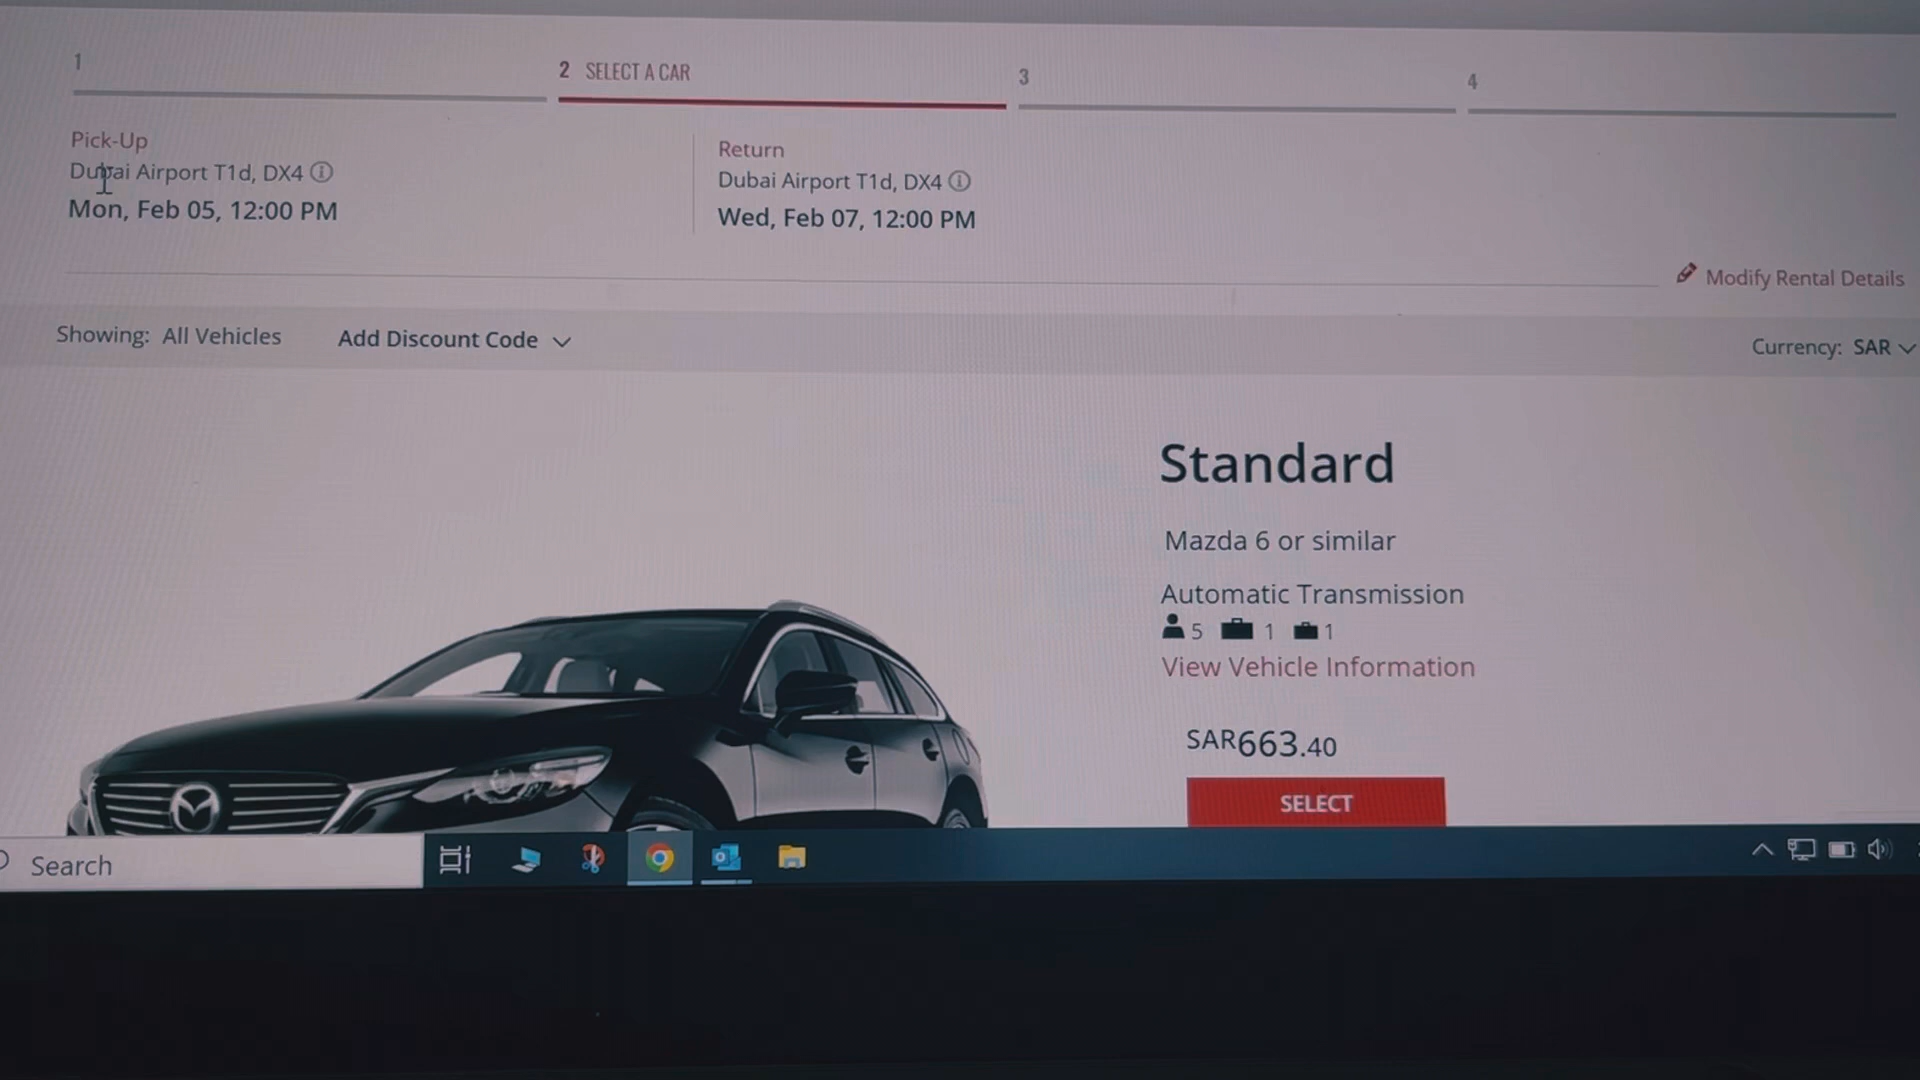 1
2 SELECT A CAR
3
4
Pick-Up
Dubai Airport T1d, DX4
Mon, Feb 05, 12:00 PM
Return
Dubai Airport T1d, DX4
Wed, Feb 07, 12:00 PM
Modify Rental Details
Showing: All Vehicles
Add Discount Code
Currency: SAR
Standard
Mazda 6 or similar
Automatic Transmission
5 1 1
View Vehicle Information
SAR663.40
SELECT
Search